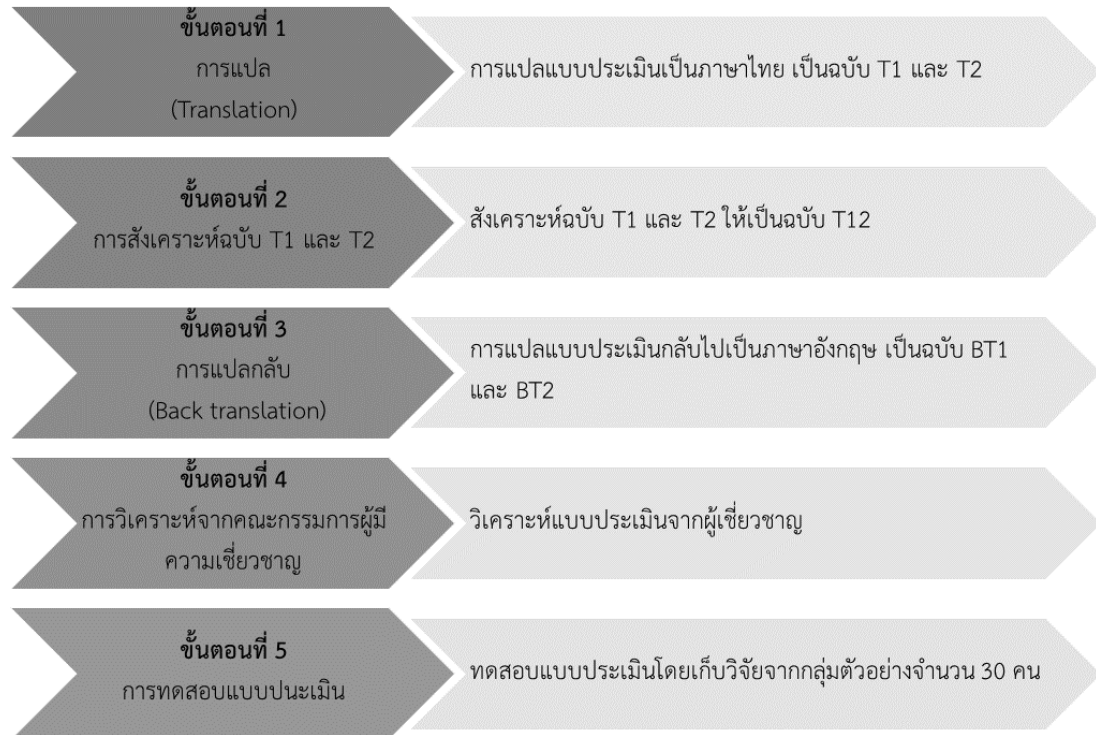 ขั้นตอนที่ 1
การแปล
(Translation)
การแปลแบบประเมินเป็นภาษาไทย เป็นฉบับ T1 และ T2
ขั้นตอนที่ 2
การสังเคราะห์ฉบับ T1 และ T2
สังเคราะห์ฉบับ T1 และ T2 ให้เป็นฉบับ T12
ขั้นตอนที่ 3
การแปลกลับ
(Back translation)
การแปลแบบประเมินกลับไปเป็นภาษาอังกฤษ เป็นฉบับ BT1
และ BT2
ขั้นตอนที่ 4
การวิเคราะห์จากคณะกรรมการผู้มี
ความเชี่ยวชาญ
วิเคราะห์แบบประเมินจากผู้เชี่ยวชาญ
ขั้นตอนที่ 5
การทดสอบแบบปนะเมิน
ทดสอบแบบประเมินโดยเก็บวิจัยจากกลุ่มตัวอย่างจำนวน 30 คน